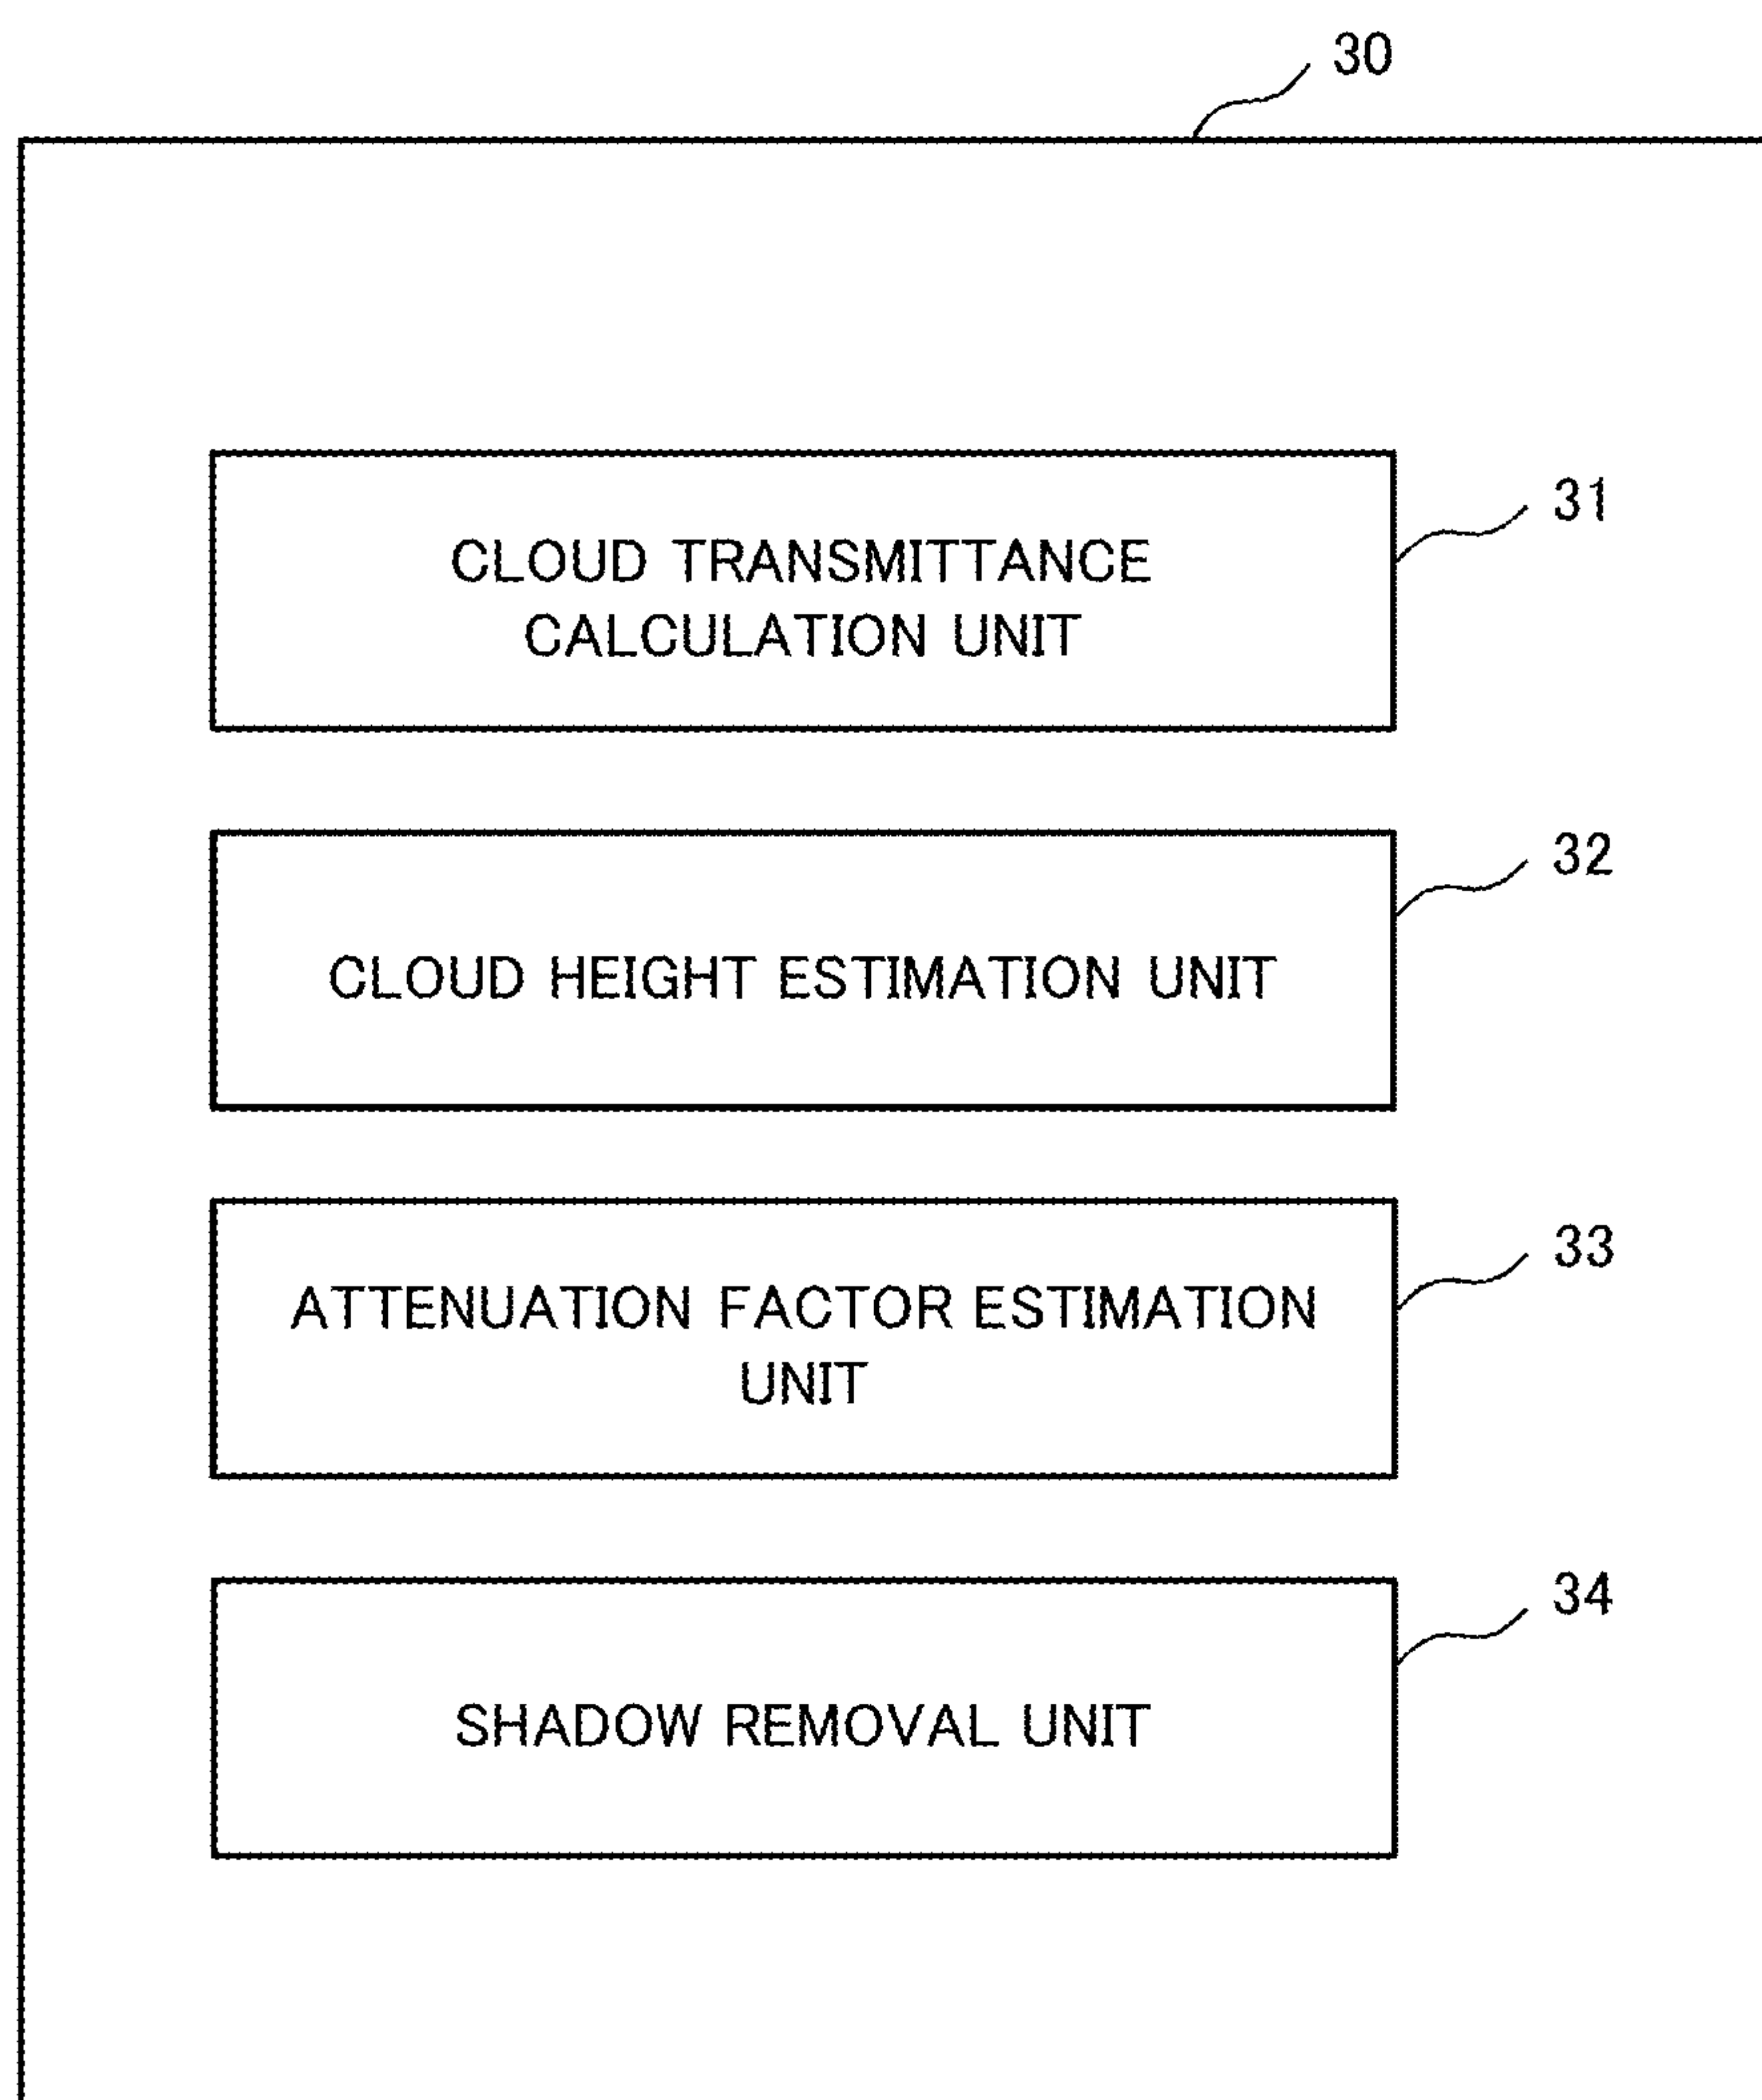 30
CLOUD TRANSMITTANCE
CALCULATION UNIT
31
CLOUD HEIGHT ESTIMATION UNIT
32
ATTENUATION FACTOR ESTIMATION
UNIT
33
SHADOW REMOVAL UNIT
34